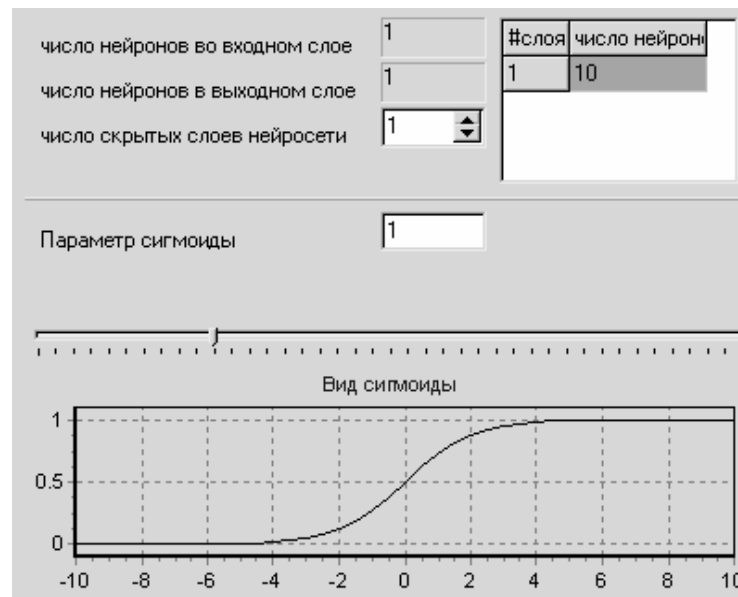 число нейронов во входном слое 1
число нейронов в выходном слое 1
число скрытых слоев нейросети 1
#слоя число нейрон
1 10
Параметр сигмоиды 1
Вид сигмоиды
1
0.5
0
-10 -8 -6 -4 -2 0 2 4 6 8 10